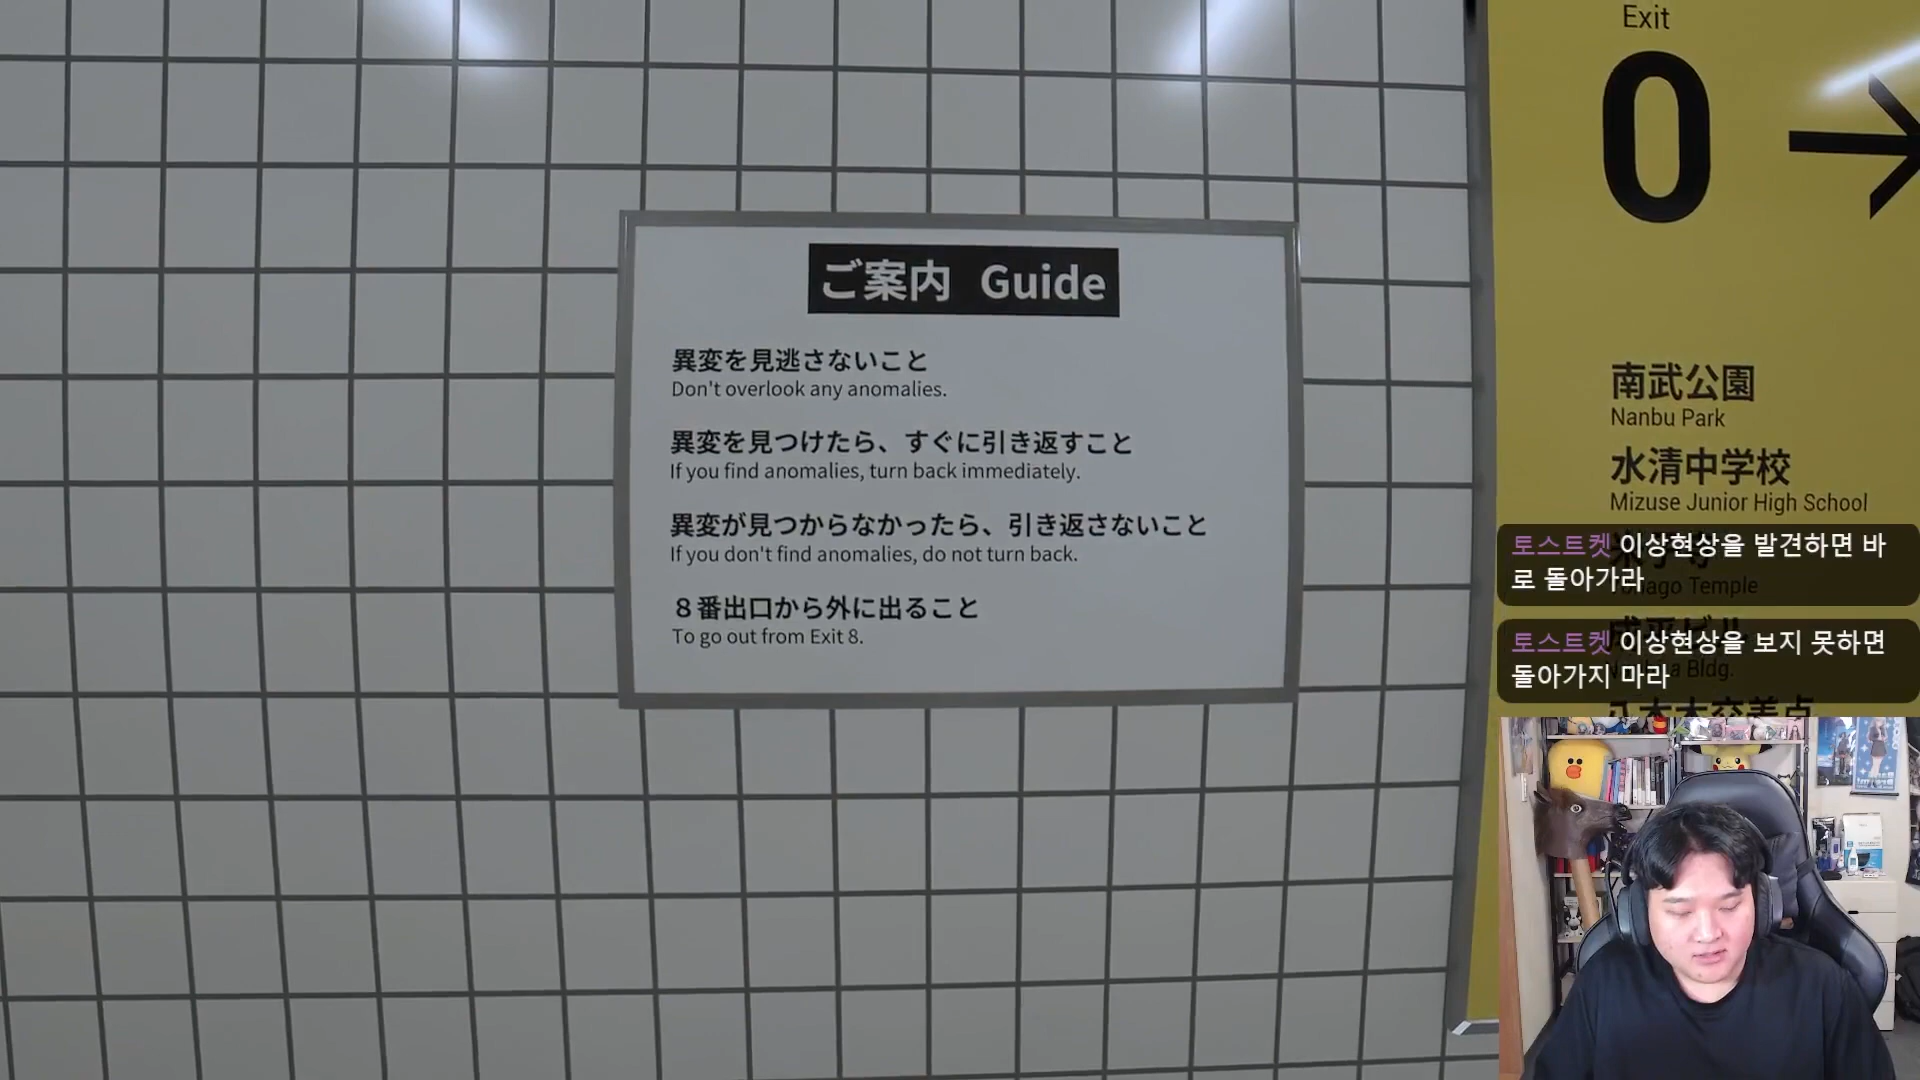 ご案内 Guide
異変を見逃さないこと
Don't overlook any anomalies.
異変を見つけたら、すぐに引き返すこと
If you find anomalies, turn back immediately.
異変が見つからなかったら、引き返さないこと
If you don't find anomalies, do not turn back.
８番出口から外に出ること
To go out from Exit 8.
Exit
0
南武公園
Nanbu Park
水清中学校
Mizuse Junior High School
Temple
Bldg.
토스트켓 이상현상을 발견하면 바
로 돌아가라
토스트켓 이상현상을 보지 못하면
돌아가지 마라